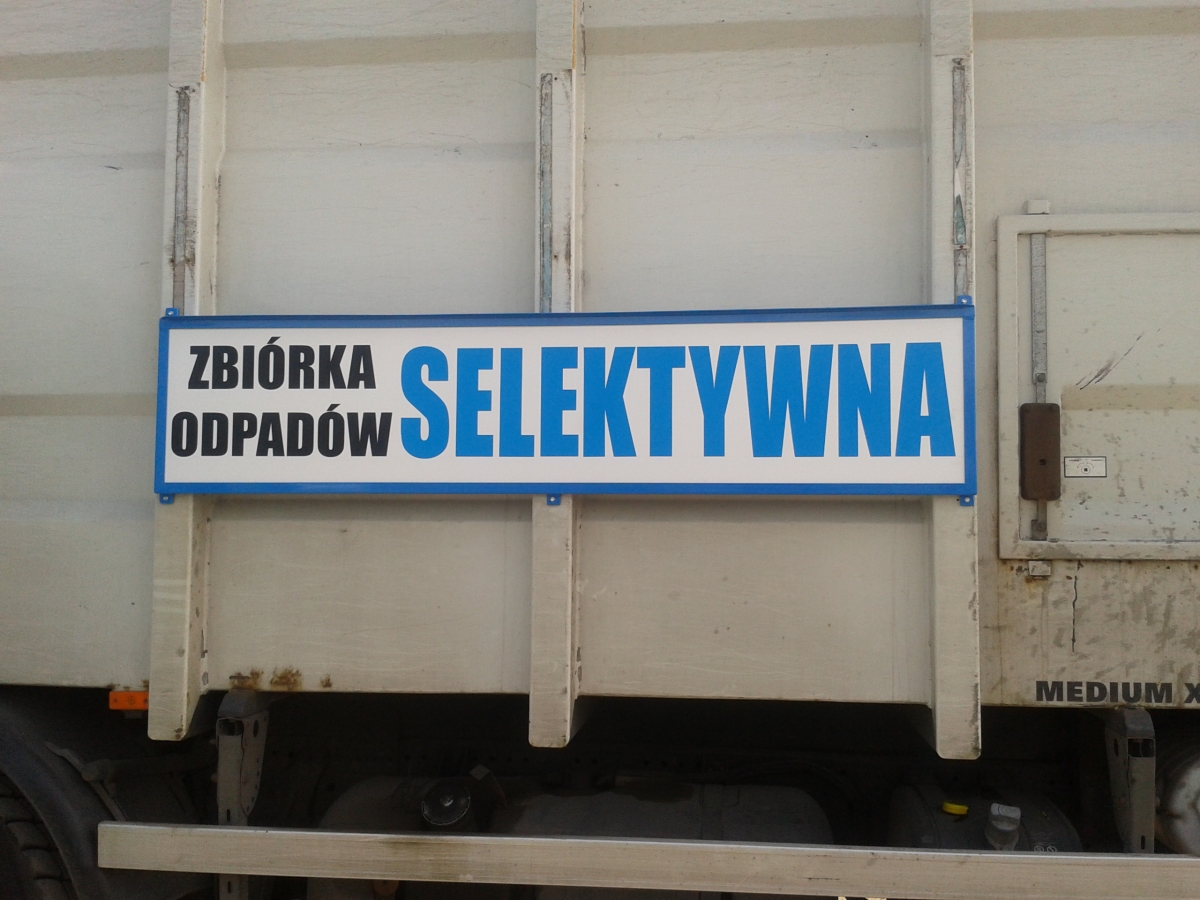 ZBIÓRKA
ODPADÓW
SELEKTYWNA
MEDIUM X